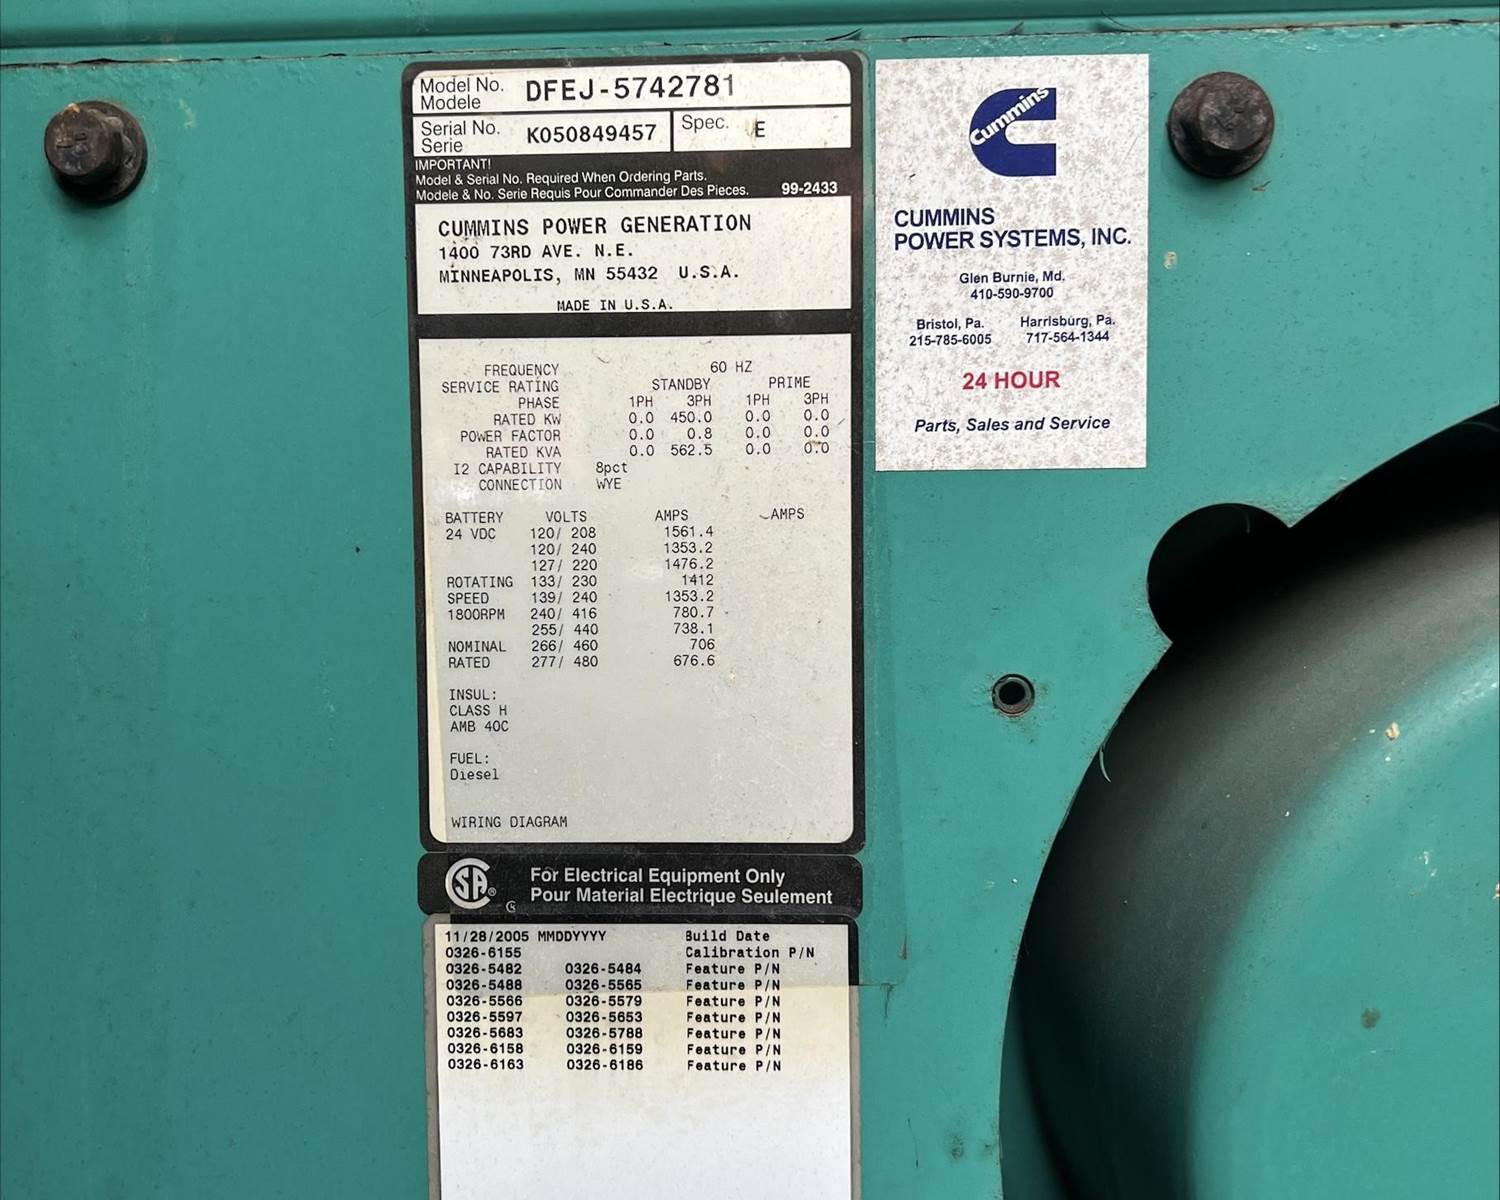 Model No. DFEJ-5742781
Modele
Serial No. K050849457 Spec. E
Serie
IMPORTANT!
Model & Serial No. Required When Ordering Parts.
Modele & No. Serie Requis Pour Commander Des Pieces. 99-2433
CUMMINS POWER GENERATION
1400 73RD AVE. N.E.
MINNEAPOLIS, MN 55432 U.S.A.
MADE IN U.S.A.
FREQUENCY 60 HZ
SERVICE RATING STANDBY PRIME
PHASE 1PH 3PH 1PH 3PH
RATED KW 0.0 450.0 0.0 0.0
POWER FACTOR 0.0 0.8 0.0 0.0
RATED KVA 0.0 562.5 0.0 0.0
I2 CAPABILITY 8pct
CONNECTION WYE
BATTERY VOLTS AMPS AMPS
24 VDC 120/ 208 1561.4
120/ 240 1353.2
127/ 220 1476.2
ROTATING 133/ 230 1412
SPEED 139/ 240 1353.2
1800RPM 240/ 416 780.7
255/ 440 738.1
NOMINAL 266/ 460 706
RATED 277/ 480 676.6
INSUL:
CLASS H
AMB 40C
FUEL:
Diesel
WIRING DIAGRAM
SA ®
For Electrical Equipment Only
Pour Material Electrique Seulement
11/28/2005 MMDDYYYY Build Date
0326-6155 Calibration P/N
0326-5482 0326-5484 Feature P/N
0326-5488 0326-5565 Feature P/N
0326-5566 0326-5579 Feature P/N
0326-5597 0326-5653 Feature P/N
0326-5683 0326-5788 Feature P/N
0326-6158 0326-6159 Feature P/N
0326-6163 0326-6186 Feature P/N
Cummins
CUMMINS
POWER SYSTEMS, INC.
Glen Burnie, Md.
410-590-9700
Bristol, Pa. Harrisburg, Pa.
215-785-6005 717-564-1344
24 HOUR
Parts, Sales and Service